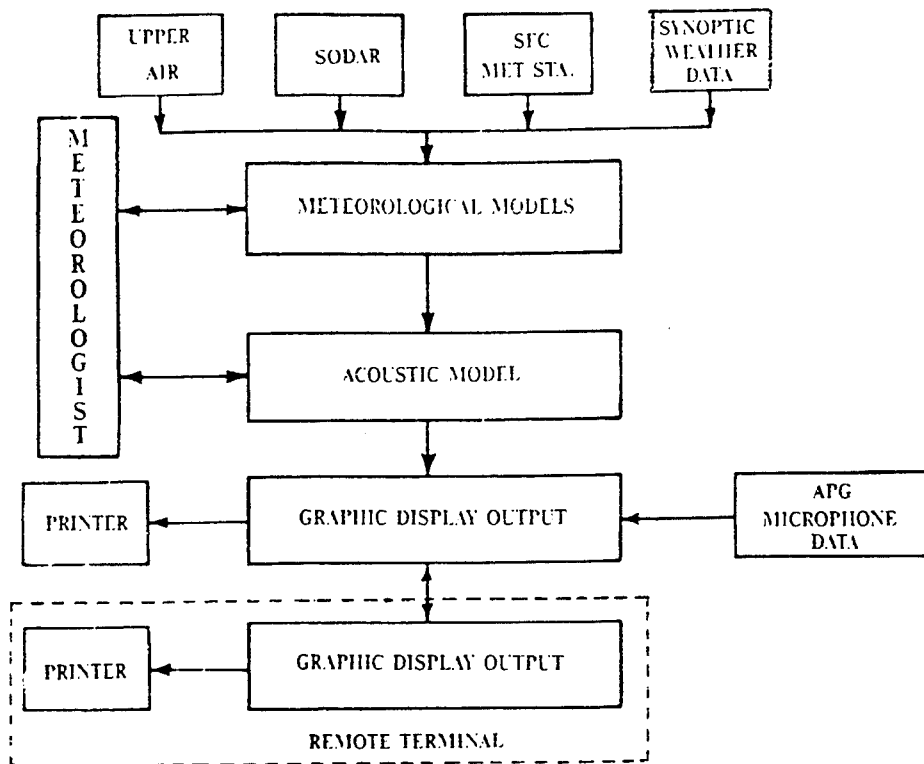 UPPER
AIR
SODAR
SFC
MET STA.
SYNOPTIC
WEATHER
DATA
METEOROLOGIST
METEOROLOGICAL MODELS
ACOUSTIC MODEL
PRINTER
GRAPHIC DISPLAY OUTPUT
APG
MICROPHONE
DATA
PRINTER
GRAPHIC DISPLAY OUTPUT
REMOTE TERMINAL